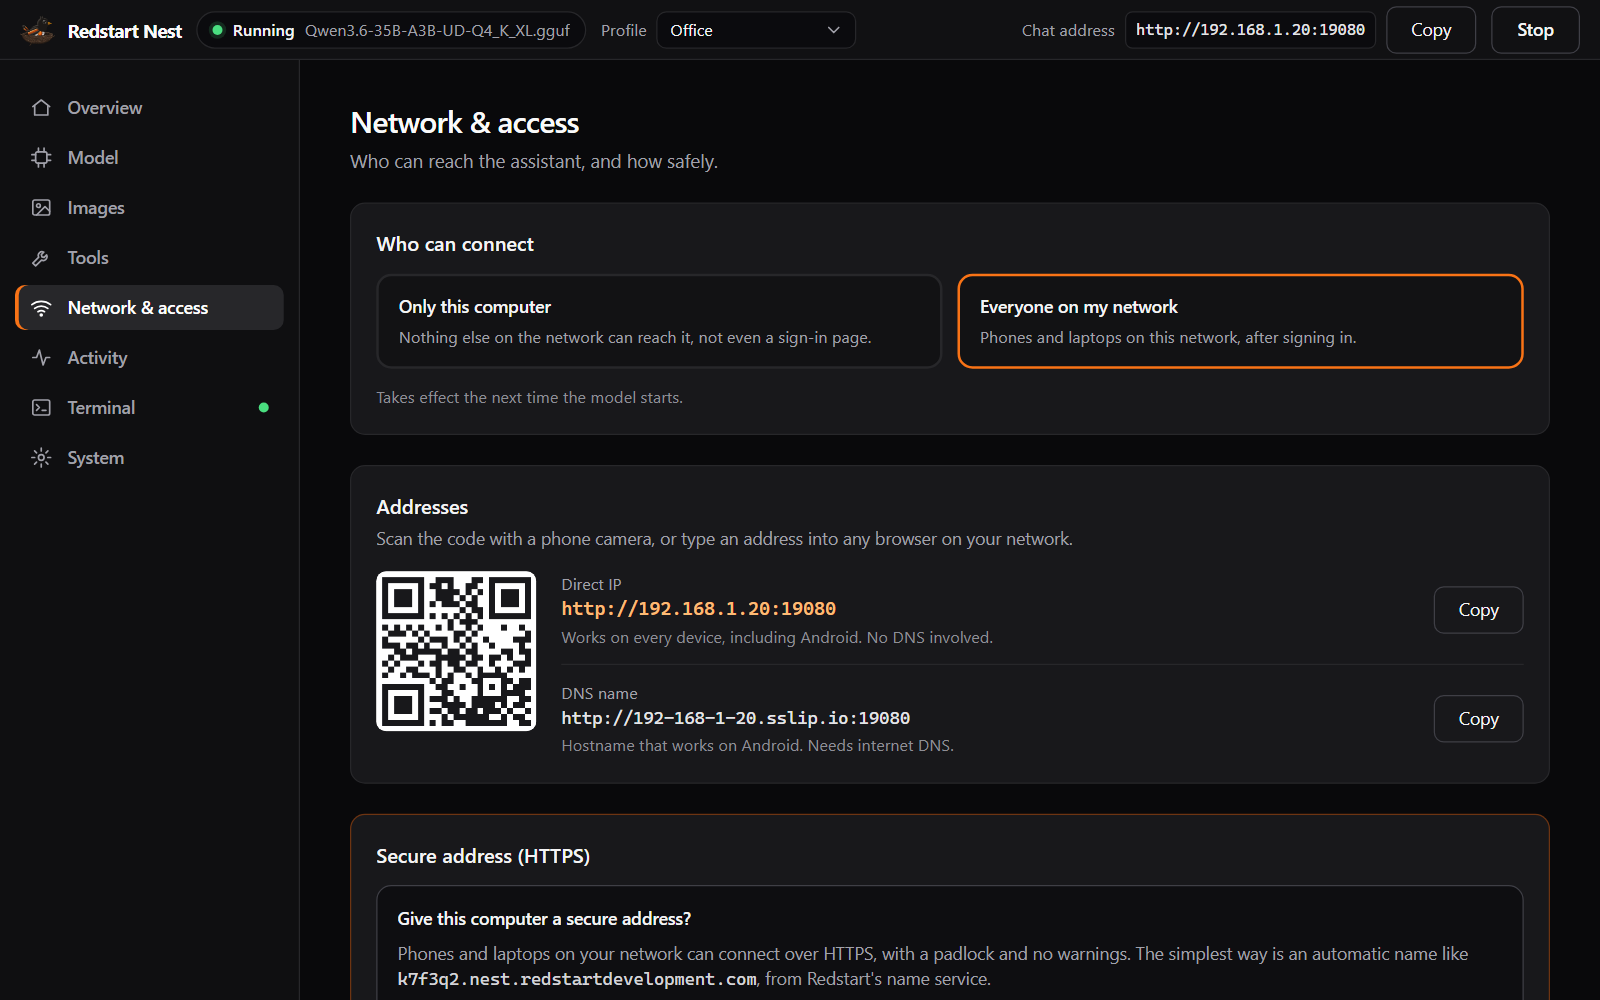 Redstart Nest
Running Qwen3.6-35B-A3B-UD-Q4_K_XL.gguf
Profile
Office
Chat address
http://192.168.1.20:19080
Copy
Stop
Overview
Model
Images
Tools
Network & access
Activity
Terminal
System
Network & access
Who can reach the assistant, and how safely.
Who can connect
Only this computer
Nothing else on the network can reach it, not even a sign-in page.
Everyone on my network
Phones and laptops on this network, after signing in.
Takes effect the next time the model starts.
Addresses
Scan the code with a phone camera, or type an address into any browser on your network.
Direct IP
http://192.168.1.20:19080
Works on every device, including Android. No DNS involved.
Copy
DNS name
http://192-168-1-20.sslip.io:19080
Hostname that works on Android. Needs internet DNS.
Copy
Secure address (HTTPS)
Give this computer a secure address?
Phones and laptops on your network can connect over HTTPS, with a padlock and no warnings. The simplest way is an automatic name like
k7f3q2.nest.redstartdevelopment.com, from Redstart's name service.